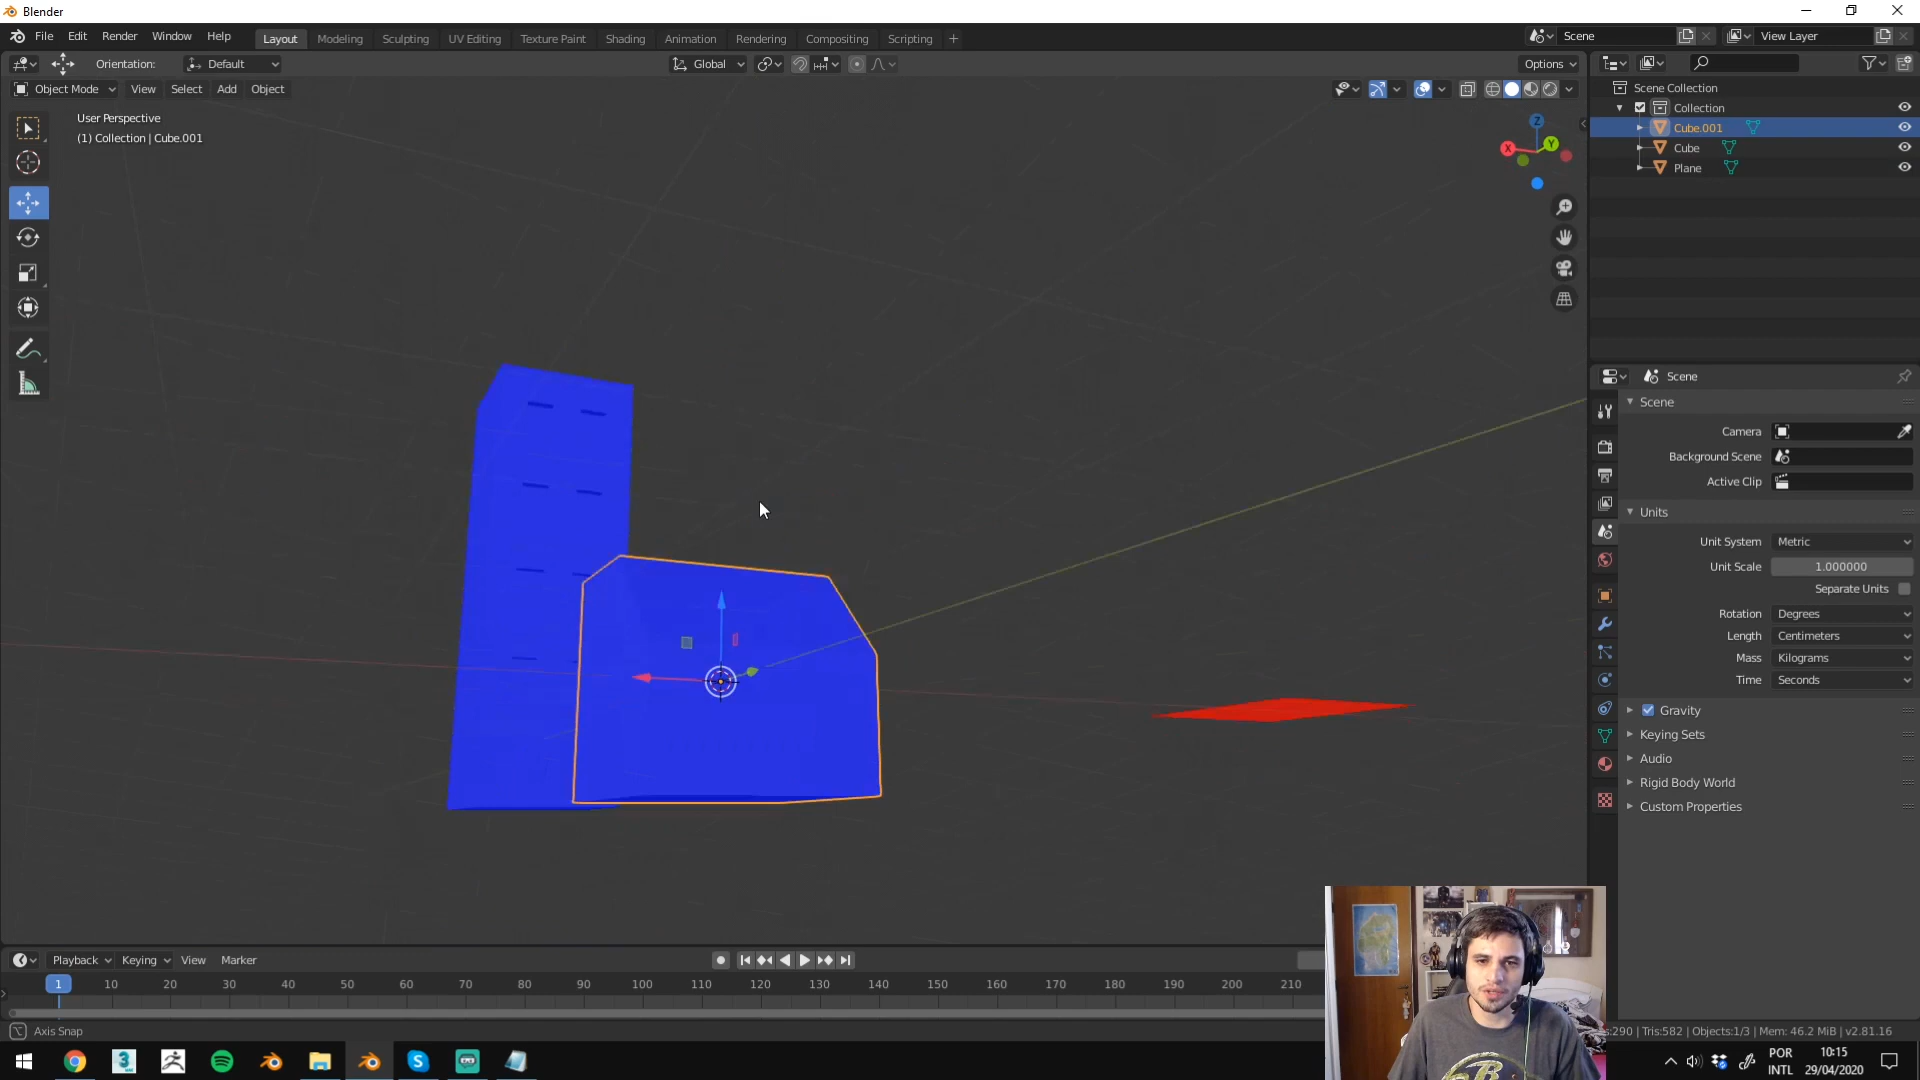 Blender
File Edit Render Window Help Layout Modeling Sculpting UV Editing Texture Paint Shading Animation Rendering Compositing Scripting + Scene View Layer
Orientation: Default Global Options
Object Mode View Select Add Object
User Perspective
(1) Collection | Cube.001
X Y Z
Scene Collection
Collection
Cube.001
Cube
Plane
Scene
Scene
Camera
Background Scene
Active Clip
Units
Unit System Metric
Unit Scale 1.000000
Separate Units
Rotation Degrees
Length Centimeters
Mass Kilograms
Time Seconds
Gravity
Keying Sets
Audio
Rigid Body World
Custom Properties
Playback Keying View Marker
1 10 20 30 40 50 60 70 80 90 100 110 120 130 140 150 160 170 180 190 200 210
Axis Snap
:290 | Tris:582 | Objects:1/3 | Mem: 46.2 MiB | v2.81.16
POR
INTL
10:15
29/04/2020